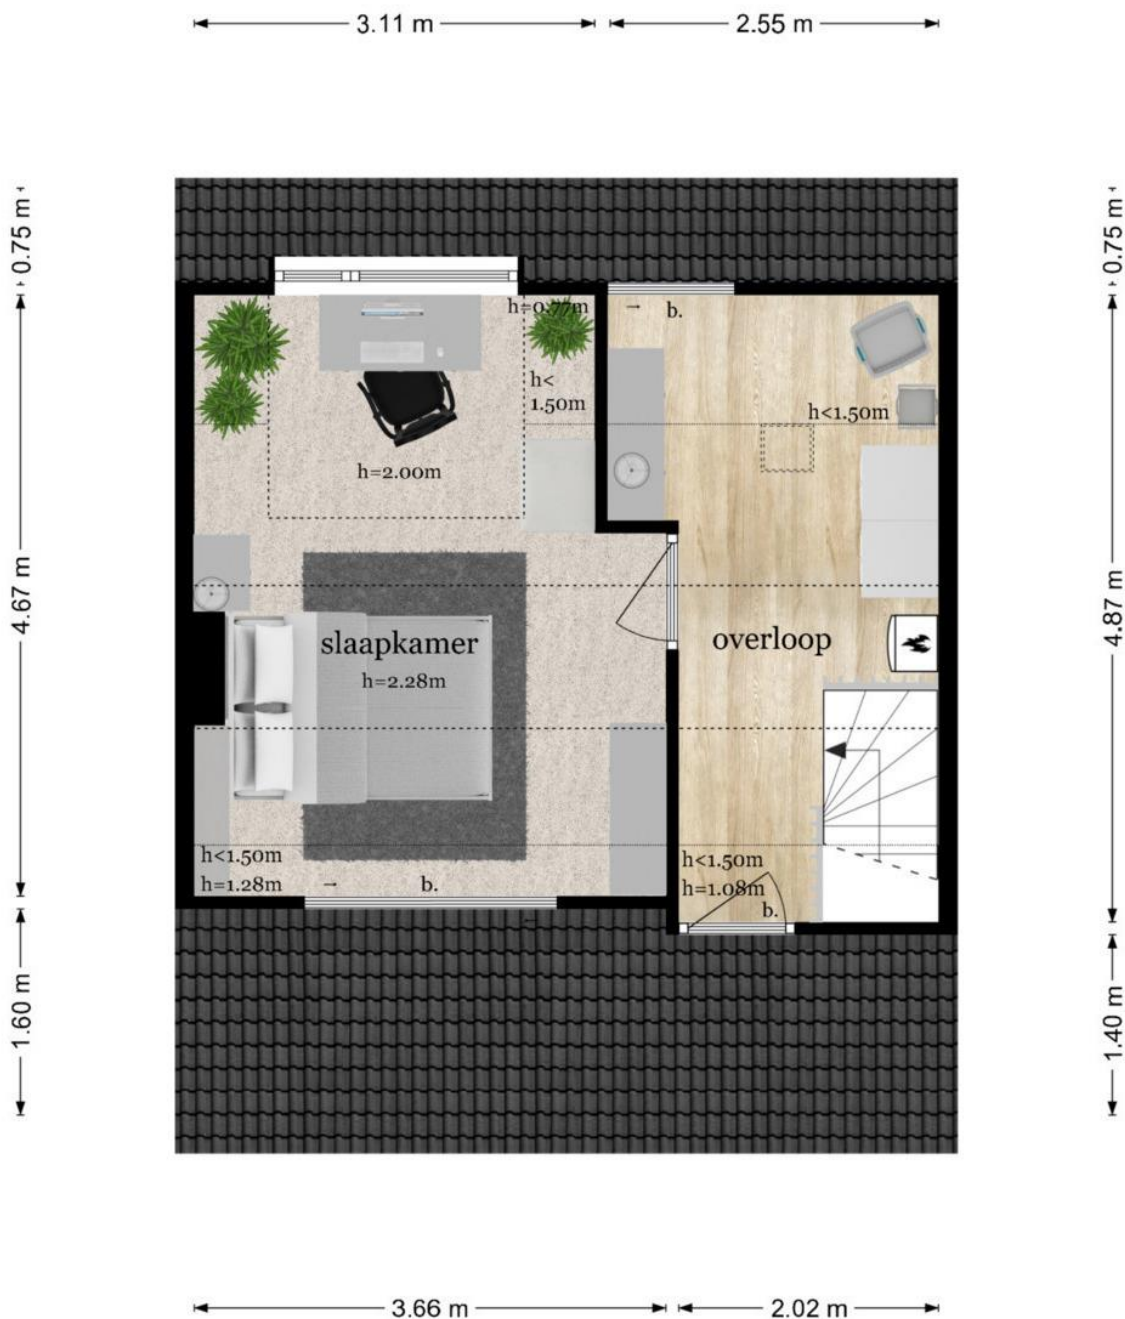 3.11 m
2.55 m
0.75 m
0.75 m
h=0.77m
b.
h<
1.50m
h<1.50m
h=2.00m
4.67 m
4.87 m
slaapkamer
h=2.28m
overloop
h<1.50m
h=1.28m
b.
h<1.50m
h=1.08m
b.
1.60 m
1.40 m
3.66 m
2.02 m